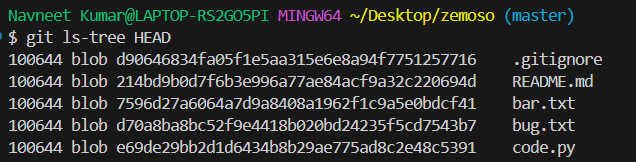 Navneet Kumar@LAPTOP-RS2GO5PI MINGW64 ~/Desktop/zemoso (master)
$ git ls-tree HEAD
100644 blob d90646834fa05f1e5aa315e6e8a94f7751257716    .gitignore
100644 blob 214bd9b0d7f6b3e996a77ae84acf9a32c220694d    README.md
100644 blob 7596d27a6064a7d9a8408a1962f1c9a5e0bdcf41    bar.txt
100644 blob d70a8ba8bc52f9e4418b020bd24235f5cd7543b7    bug.txt
100644 blob e69de29bb2d1d6434b8b29ae775ad8c2e48c5391    code.py